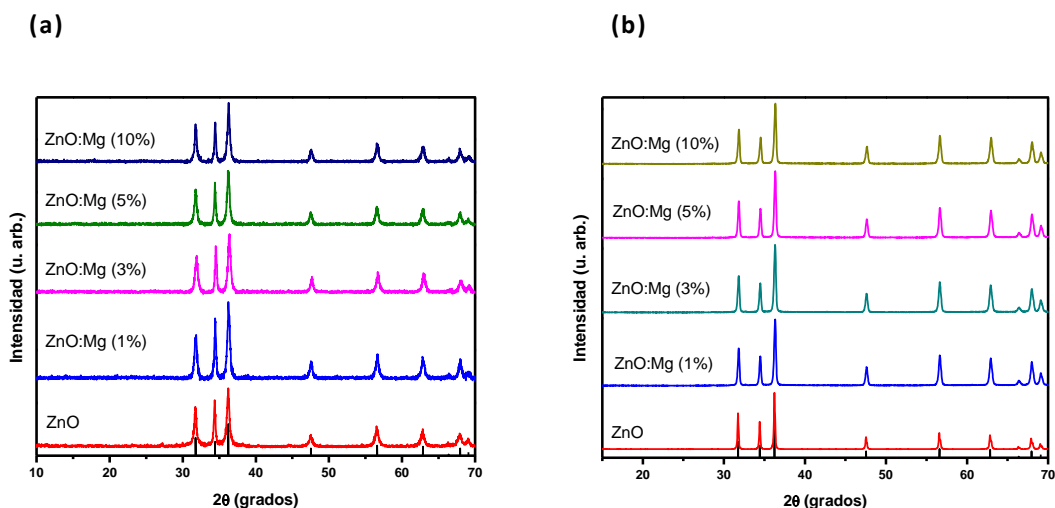 (a)
Intensidad (u. arb.)
ZnO:Mg (10%)
ZnO:Mg (5%)
ZnO:Mg (3%)
ZnO:Mg (1%)
ZnO
10 20 30 40 50 60 70
2θ (grados)
(b)
Intensidad (u. arb.)
ZnO:Mg (10%)
ZnO:Mg (5%)
ZnO:Mg (3%)
ZnO:Mg (1%)
ZnO
20 30 40 50 60 70
2θ (grados)